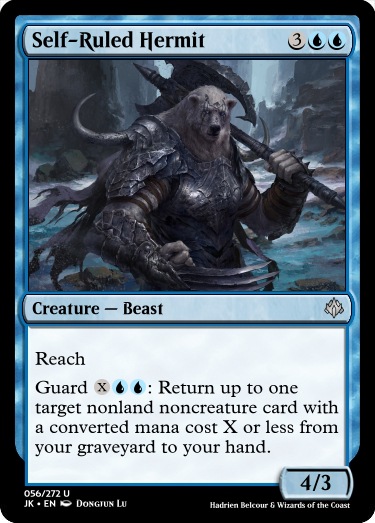 Self-Ruled Hermit 3
Creature — Beast
Reach
Guard X: Return up to one
target nonland noncreature card with
a converted mana cost X or less from
your graveyard to your hand.
4/3
056/272 U
JK • EN Dongjun Lu
Hadrien Belcour & Wizards of the Coast